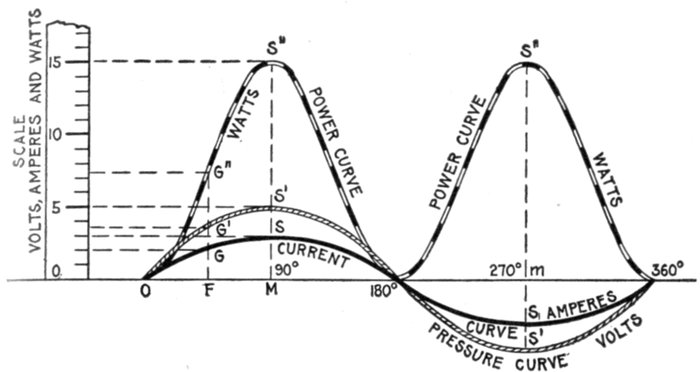 SCALE
VOLTS, AMPERES AND WATTS
15
10
5
0
S"
S"
WATTS
POWER CURVE
POWER CURVE
WATTS
G"
S'
G'
S
G
CURRENT
90°
270° m
360°
O
F
M
180°
S
AMPERES
CURVE
S'
VOLTS
PRESSURE CURVE